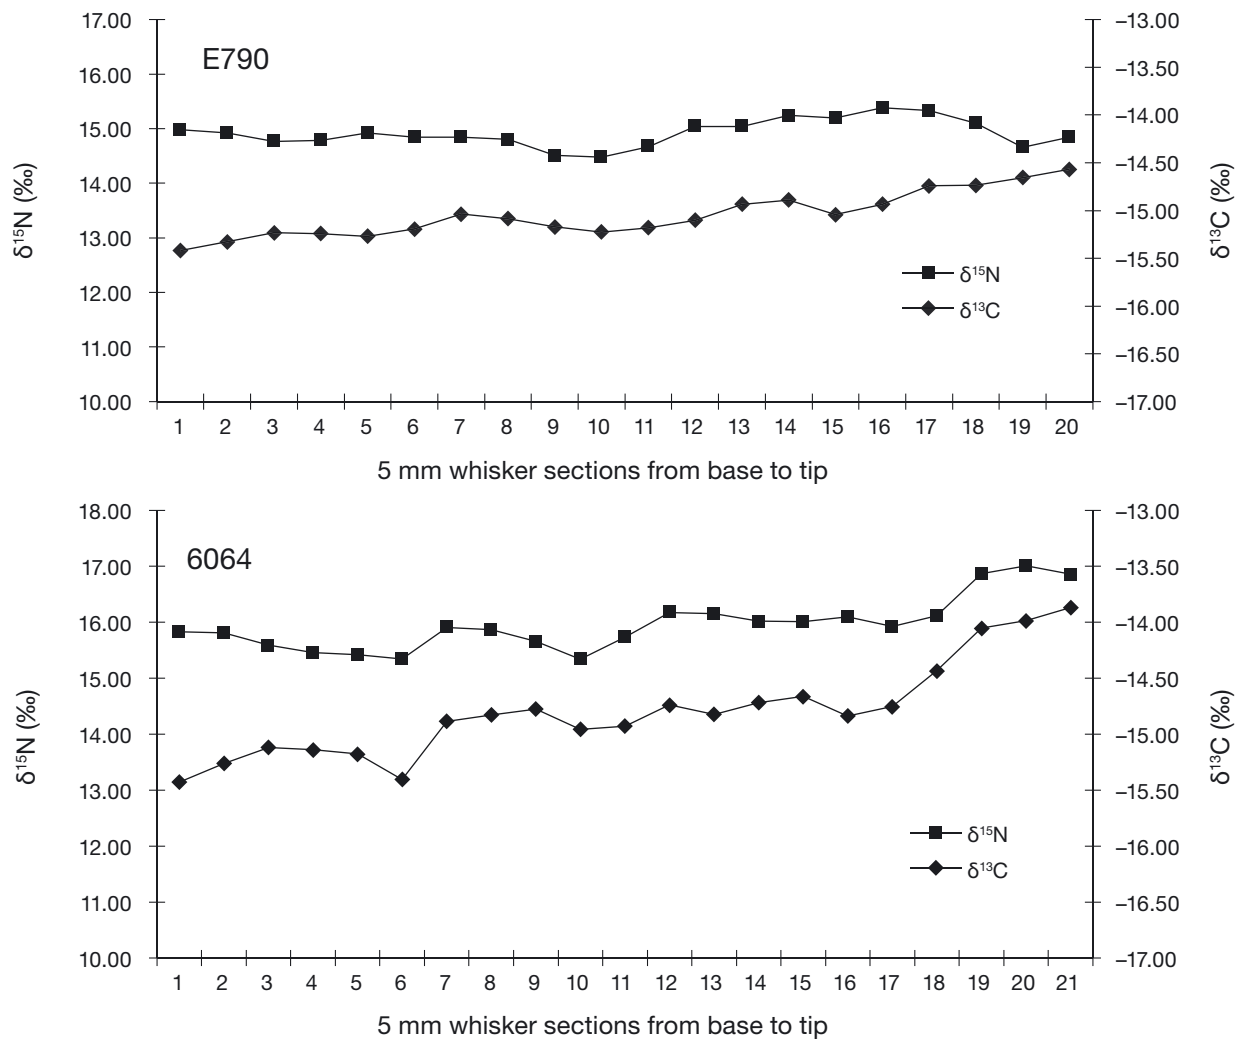 17.00
16.00
15.00
14.00
13.00
12.00
11.00
10.00
δ¹⁵N (‰)
E790
–13.00
–13.50
–14.00
–14.50
–15.00
–15.50
–16.00
–16.50
–17.00
δ¹³C (‰)
δ¹⁵N
δ¹³C
1 2 3 4 5 6 7 8 9 10 11 12 13 14 15 16 17 18 19 20
5 mm whisker sections from base to tip
18.00
17.00
16.00
15.00
14.00
13.00
12.00
11.00
10.00
δ¹⁵N (‰)
6064
–13.00
–13.50
–14.00
–14.50
–15.00
–15.50
–16.00
–16.50
–17.00
δ¹³C (‰)
δ¹⁵N
δ¹³C
1 2 3 4 5 6 7 8 9 10 11 12 13 14 15 16 17 18 19 20 21
5 mm whisker sections from base to tip